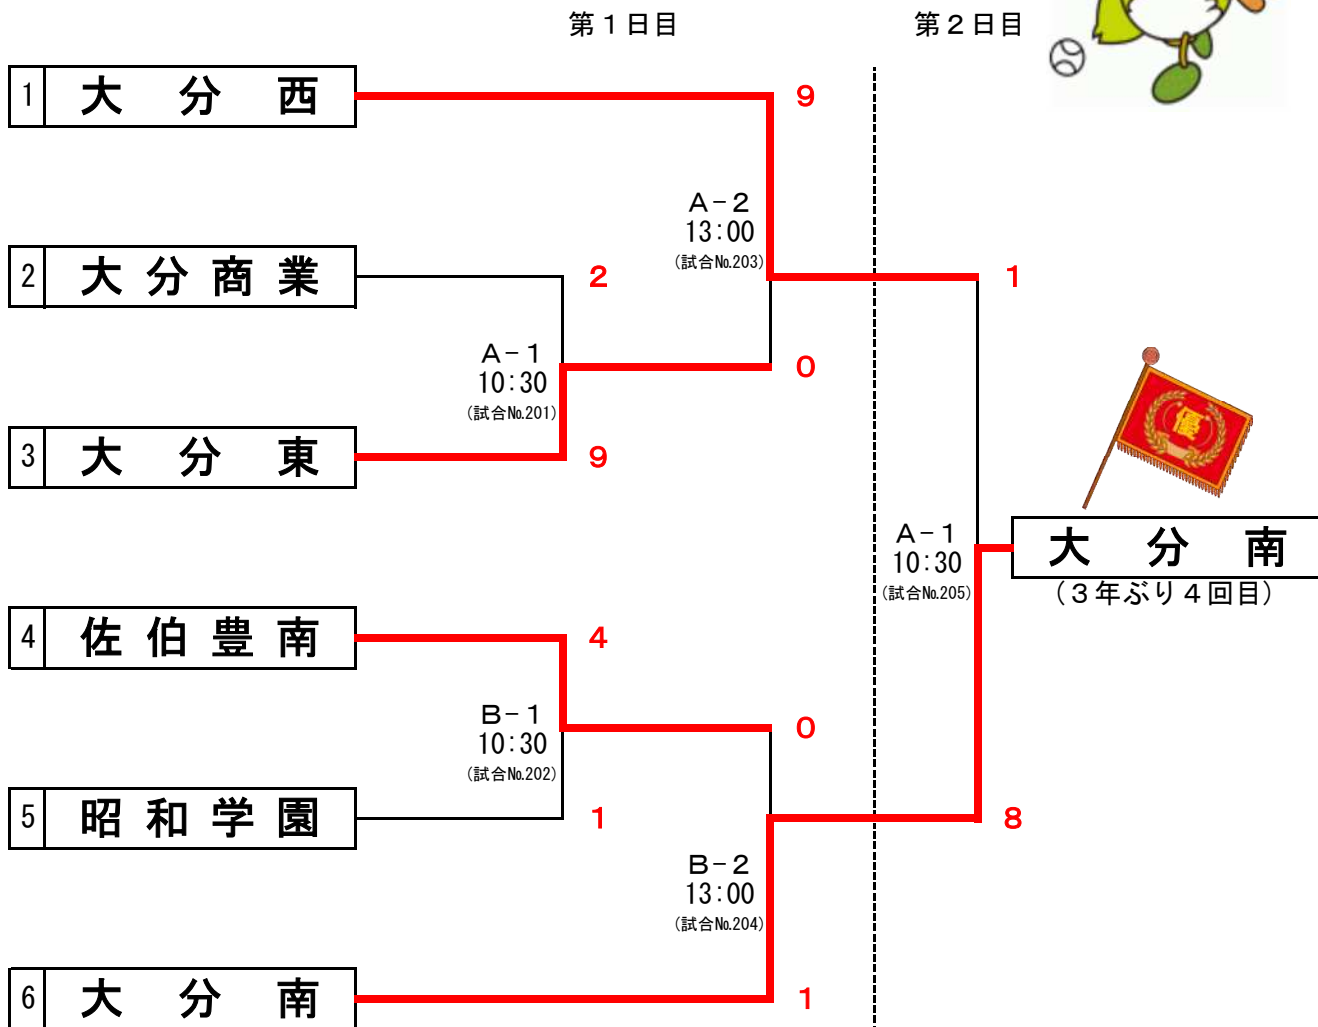 第１日目
第２日目
1 大分西
9
A-2
13:00
(試合No.203)
2 大分商業
2
1
A-1
10:30
(試合No.201)
0
3 大分東
9
A-1
10:30
(試合No.205)
大分南
(３年ぶり４回目)
4 佐伯豊南
4
B-1
10:30
(試合No.202)
0
5 昭和学園
1
8
B-2
13:00
(試合No.204)
6 大分南
1